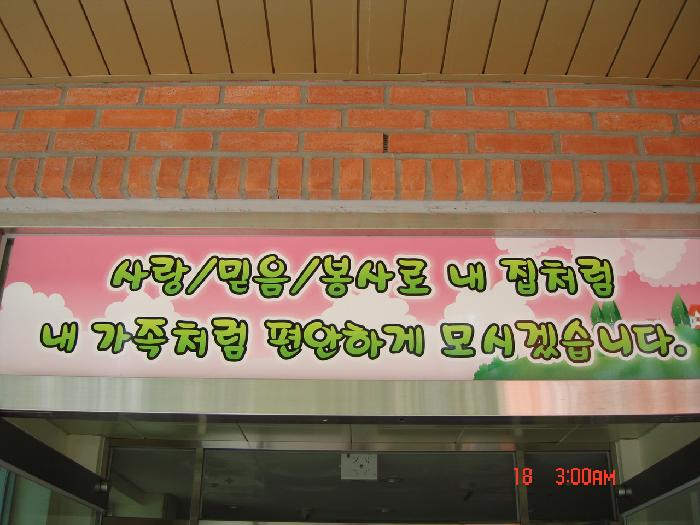 사랑/믿음/봉사로 내 집처럼
내 가족처럼 편안하게 모시겠습니다.
18 3:00AM